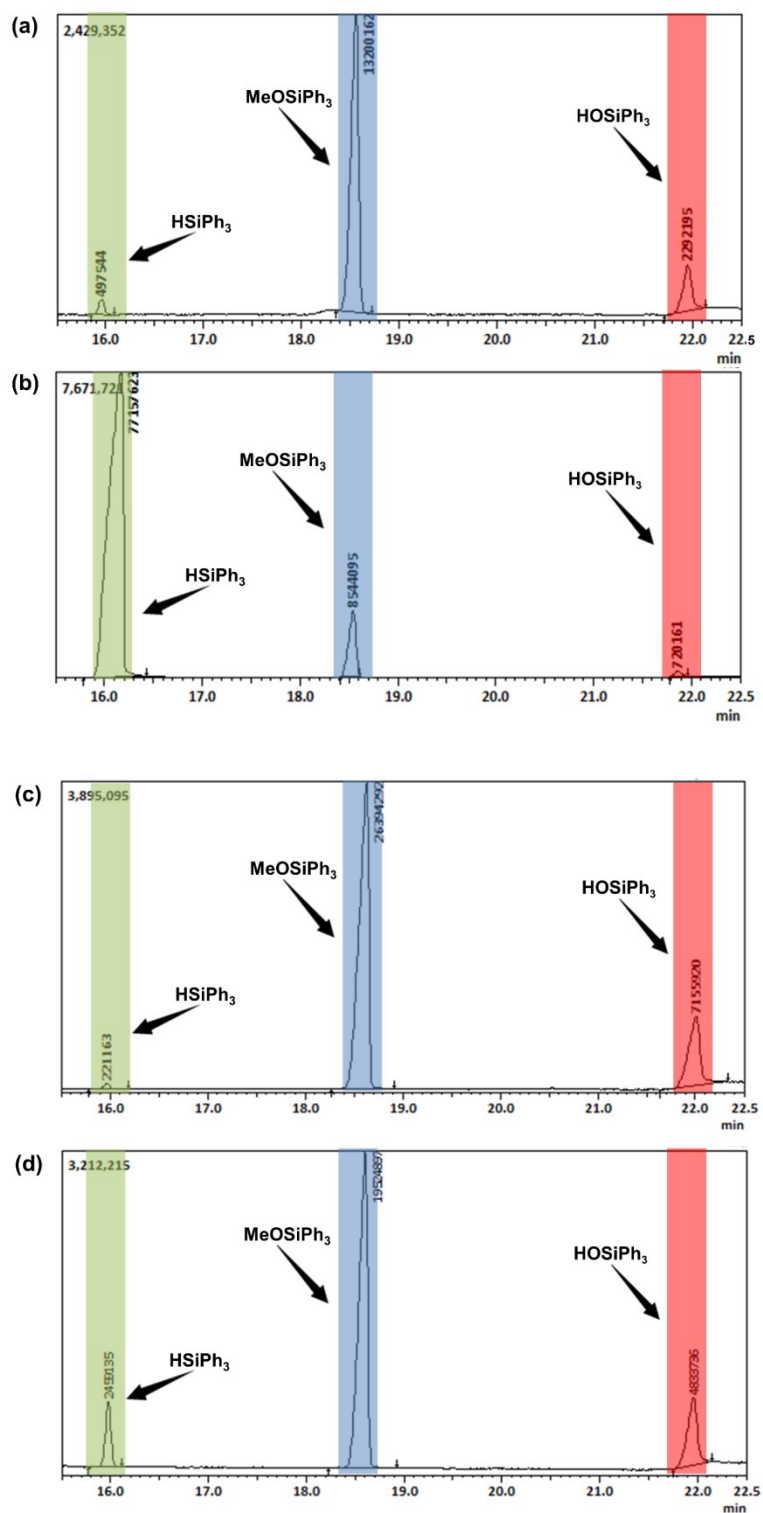 (a)
2,429,352
13200162
MeOSiPh₃
HOSiPh₃
HSiPh₃
497544
2292195
16.0 17.0 18.0 19.0 20.0 21.0 22.0 22.5
min
(b)
77157623
MeOSiPh₃
HOSiPh₃
HSiPh₃
8544095
720161
16.0 17.0 18.0 19.0 20.0 21.0 22.0 22.5
min
(c)
3,895,095
26394292
MeOSiPh₃
HOSiPh₃
HSiPh₃
221163
7155920
16.0 17.0 18.0 19.0 20.0 21.0 22.0 22.5
min
(d)
3,212,215
19524897
MeOSiPh₃
HOSiPh₃
HSiPh₃
2459135
4833736
16.0 17.0 18.0 19.0 20.0 21.0 22.0 22.5
min